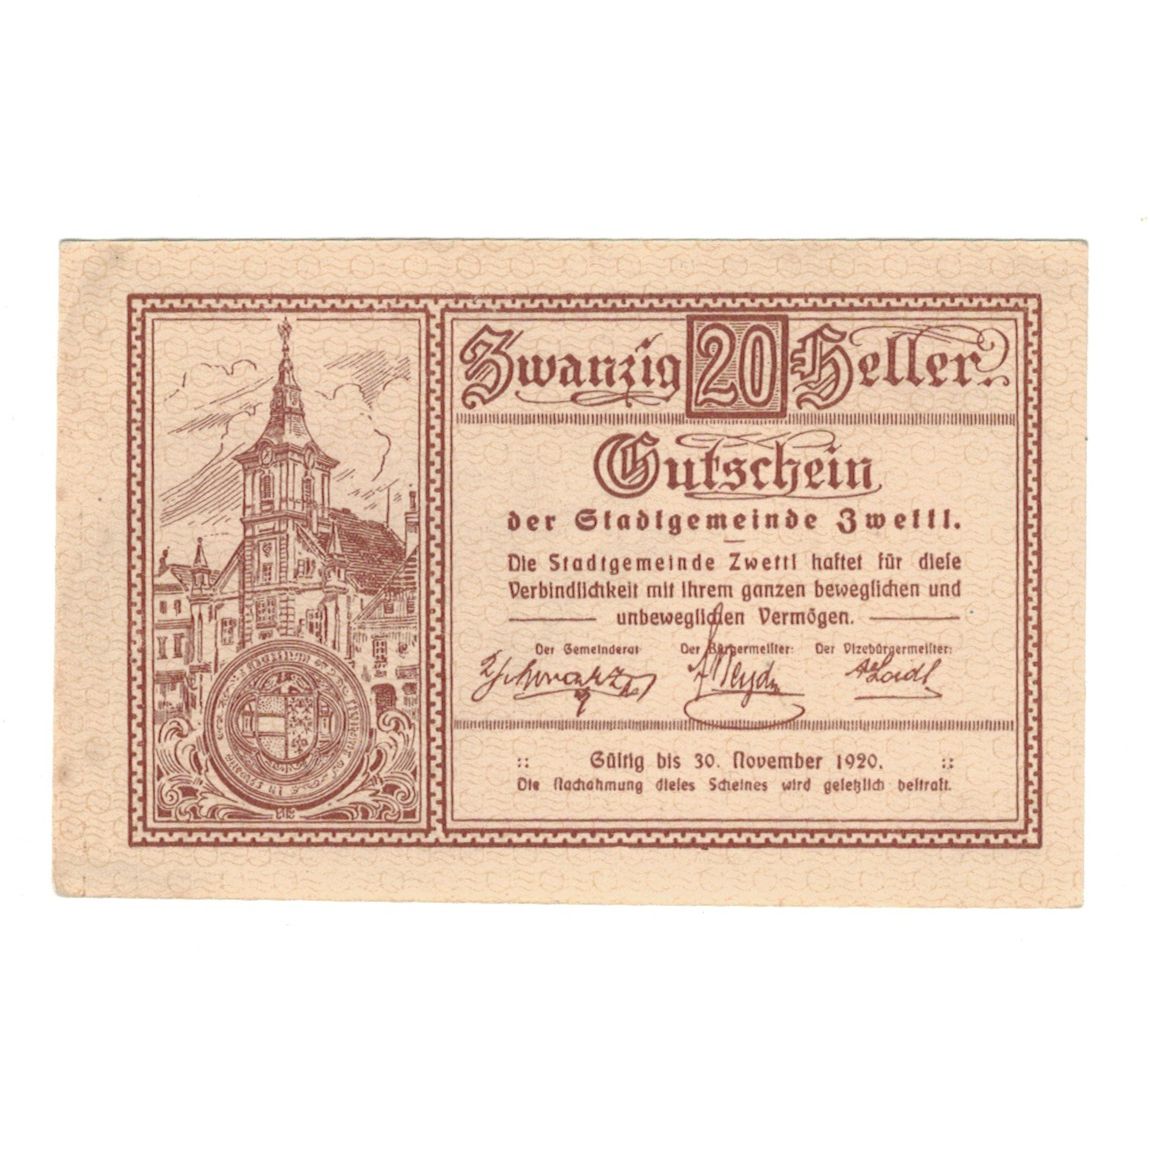 Zwanzig 20 Heller.
Gutschein
der Stadtgemeinde Zwettl.
Die Stadtgemeinde Zwettl haftet für diese
Verbindlichkeit mit ihrem ganzen beweglichen und
unbeweglichen Vermögen.
Der Gemeinderat Der Bürgermeister: Der Vizebürgermeister:
:: Gültig bis 30. November 1920. ::
Die Nachahmung dieses Scheines wird gesetzlich bestraft.